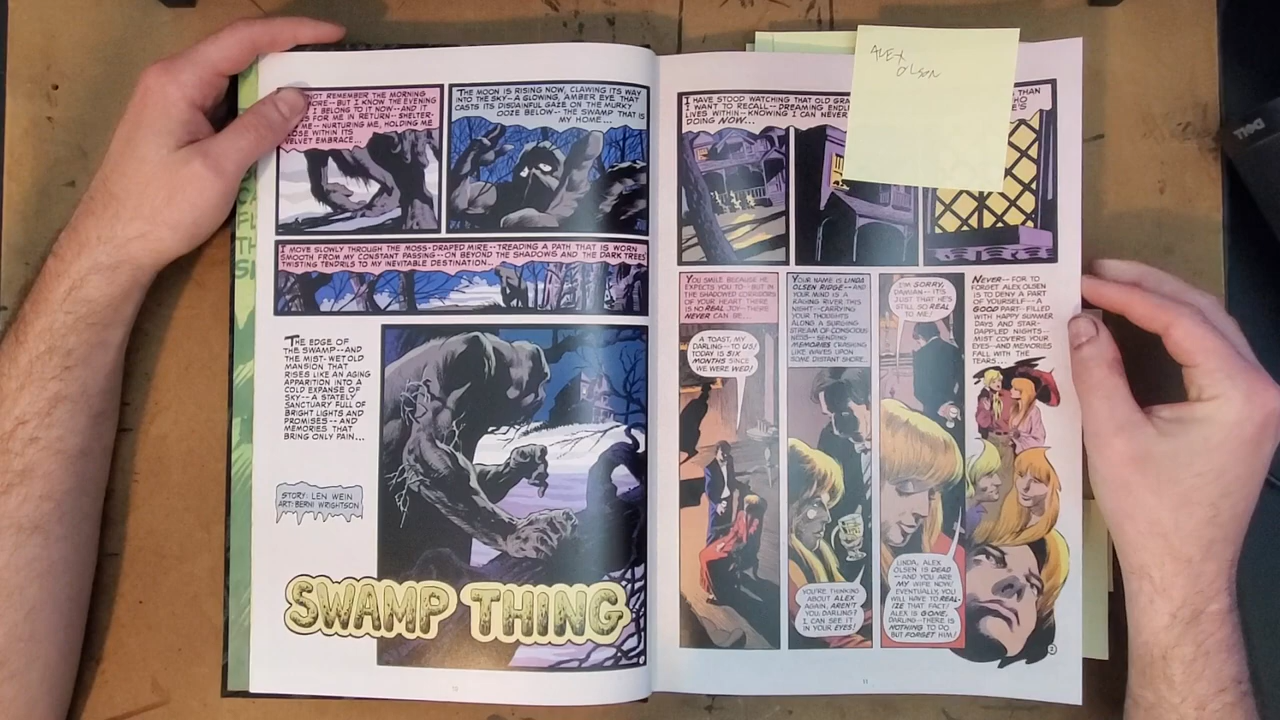 NOT REMEMBER THE MORNING
MORE--BUT I KNOW THE EVENING
I BELONG TO IT NOW--AND IT
FOR ME IN RETURN--SHELTER-
ME--NURTURING ME, HOLDING ME
CLOSE WITHIN ITS
VELVET EMBRACE...
THE MOON IS RISING NOW, CLAWING ITS WAY
INTO THE SKY--A GLOWING, AMBER EYE THAT
CASTS ITS DISDAINFUL GAZE ON THE MURKY
OOZE BELOW--THE SWAMP THAT IS
MY HOME...
I MOVE SLOWLY THROUGH THE MOSS-DRAPED MIRE--TREADING A PATH THAT IS WORN
SMOOTH FROM MY CONSTANT PASSING--ON BEYOND THE SHADOWS AND THE DARK TREES'
TWISTING TENDRILS TO MY INEVITABLE DESTINATION...
THE EDGE OF
THE SWAMP--AND
THE MIST-WET OLD
MANSION THAT
RISES LIKE AN AGING
APPARITION INTO A
COLD EXPANSE OF
SKY--A STATELY
SANCTUARY FULL OF
BRIGHT LIGHTS AND
PROMISES--AND
MEMORIES THAT
BRING ONLY PAIN...
STORY: LEN WEIN
ART: BERNI WRIGHTSON
SWAMP THING
ALEX
OLSON
I HAVE STOOD WATCHING THAT OLD GRA
I WANT TO RECALL--DREAMING ENDL
LIVES WITHIN--KNOWING I CAN NEVER
DOING NOW...
THAN
YOU SMILE BECAUSE HE
EXPECTS YOU TO--BUT IN
THE SHADOWED CORRIDORS
OF YOUR HEART THERE
IS NO REAL JOY--THERE
NEVER CAN BE...
A TOAST, MY
DARLING--TO US!
TODAY IS SIX
MONTHS SINCE
WE WERE WED!
YOUR NAME IS LINDA
OLSEN RIDGE--AND
YOUR MIND IS A
RAGING RIVER THIS
NIGHT--CARRYING
YOUR THOUGHTS
ALONG A SURGING
STREAM OF CONSCIOUS-
NESS--SENDING
MEMORIES CRASHING
LIKE WAVES UPON
SOME DISTANT SHORE...
YOU'RE THINKING
ABOUT ALEX
AGAIN, AREN'T
YOU, DARLING?
I CAN SEE IT
IN YOUR EYES!
I'M SORRY,
DAMIAN--IT'S
JUST THAT HE'S
STILL SO REAL
TO ME!
LINDA, ALEX
OLSEN IS DEAD
--AND YOU ARE
MY WIFE NOW!
EVENTUALLY, YOU
WILL HAVE TO REAL-
IZE THAT FACT!
ALEX IS GONE,
DARLING--THERE IS
NOTHING TO DO
BUT FORGET HIM!
NEVER--FOR TO
FORGET ALEX OLSEN
IS TO DENY A PART
OF YOURSELF--A
GOOD PART--FILLED
WITH HAPPY SUMMER
DAYS AND STAR-
DAPPLED NIGHTS--
MIST COVERS YOUR
EYES--AND MEMORIES
FALL WITH THE
TEARS...
2
11
DELL